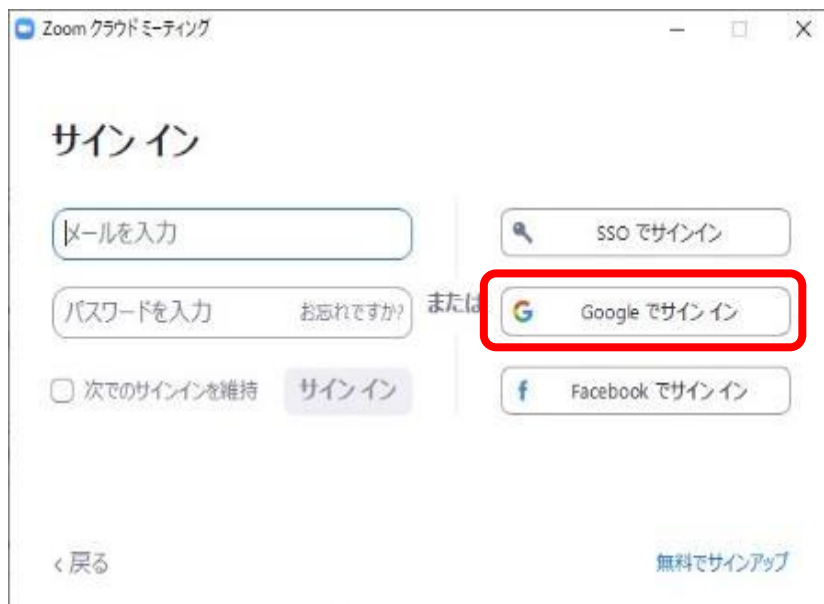 Zoom クラウドミーティング
サイン イン
メールを入力
パスワードを入力 お忘れですか?
次でのサインインを維持 サイン イン
または
SSO でサインイン
Google でサイン イン
Facebook でサイン イン
< 戻る
無料でサインアップ